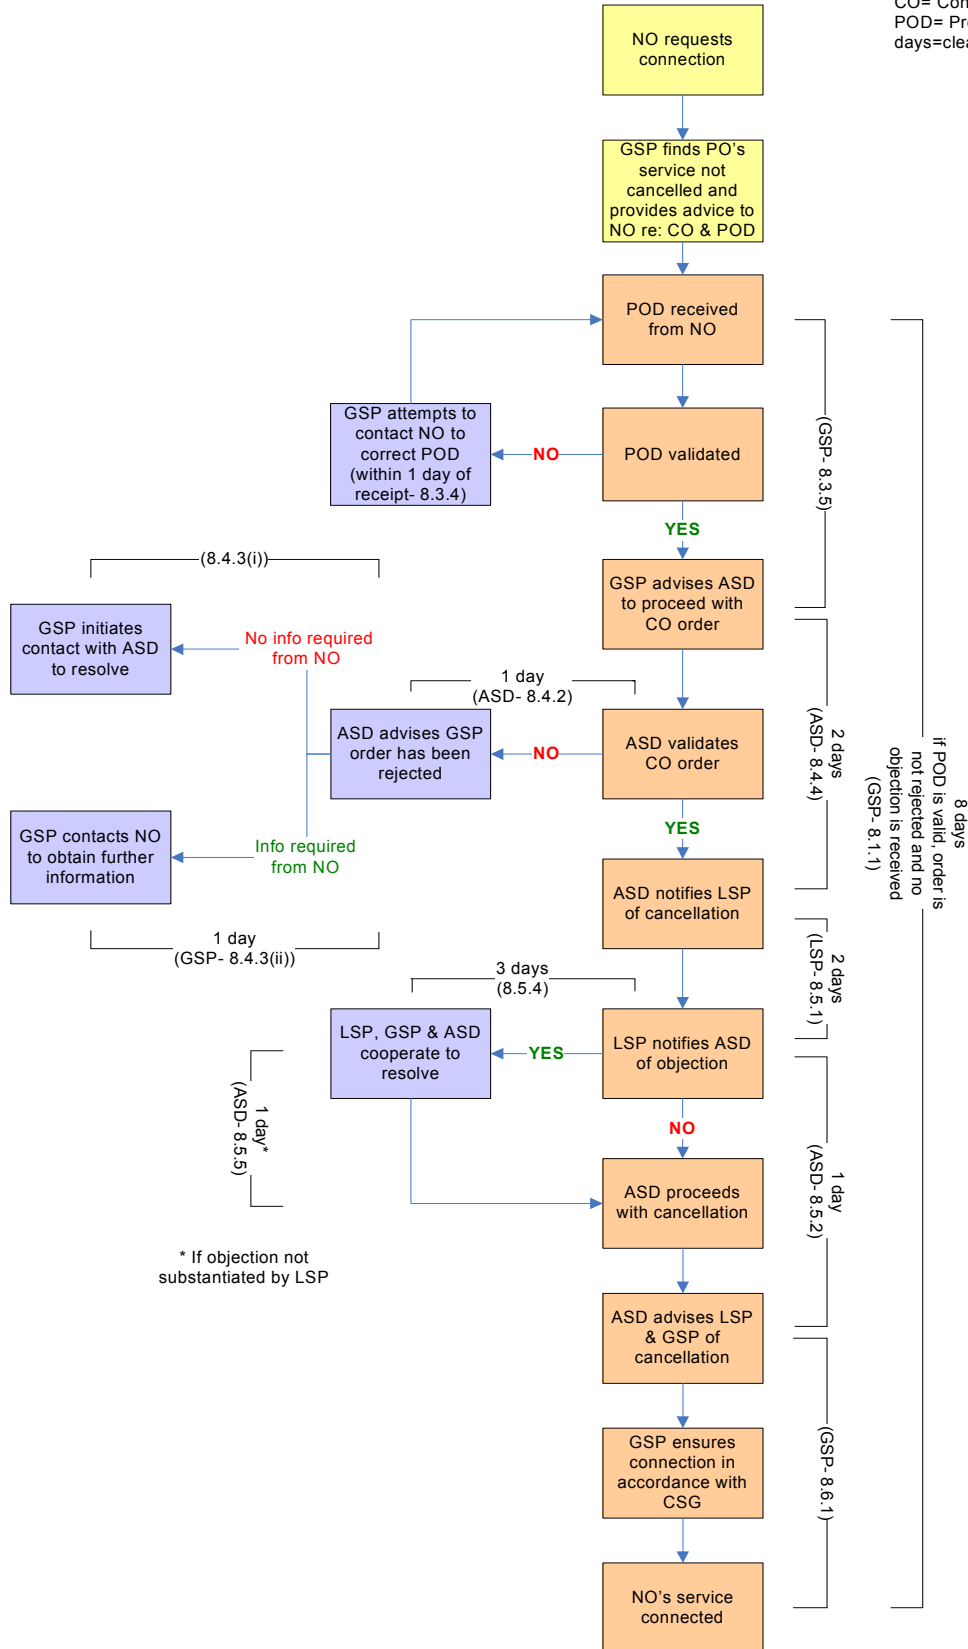 CO=
POD=
NO requests
connection
GSP finds PO's
service not
cancelled and
provides advice to
NO re: CO & POD
POD received
from NO
GSP attempts to
contact NO to
correct POD
(within 1 day of
receipt- 8.3.4)
NO
POD validated
(GSP- 8.3.5)
YES
(8.4.3(i))
GSP advises ASD
to proceed with
CO order
GSP initiates
contact with ASD
to resolve
No info required
from NO
1 day
(ASD- 8.4.2)
ASD advises GSP
order has been
rejected
NO
ASD validates
CO order
2 days
(ASD- 8.4.4)
8 days
if POD is valid, order is
not rejected and no
objection is received
(GSP- 8.1.1)
GSP contacts NO
to obtain further
information
Info required
from NO
YES
ASD notifies LSP
of cancellation
1 day
(GSP- 8.4.3(ii))
3 days
(8.5.4)
2 days
(LSP- 8.5.1)
LSP, GSP & ASD
cooperate to
resolve
YES
LSP notifies ASD
of objection
1 day*
(ASD- 8.5.5)
NO
1 day
(ASD- 8.5.2)
ASD proceeds
with cancellation
* If objection not
substantiated by LSP
ASD advises LSP
& GSP of
cancellation
GSP ensures
connection in
accordance with
CSG
(GSP- 8.6.1)
NO's service
connected